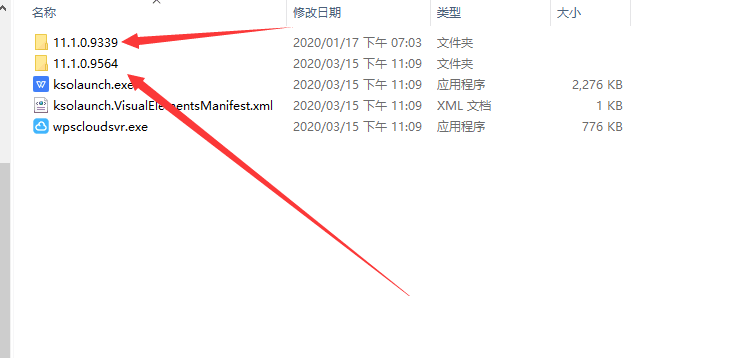 名称 修改日期 类型 大小
11.1.0.9339 2020/01/17 下午 07:03 文件夹
11.1.0.9564 2020/03/15 下午 11:09 文件夹
ksolaunch.exe 2020/03/15 下午 11:09 应用程序 2,276 KB
ksolaunch.VisualElementsManifest.xml 2020/03/15 下午 11:09 XML 文档 1 KB
wpscloudsvr.exe 2020/03/15 下午 11:09 应用程序 776 KB